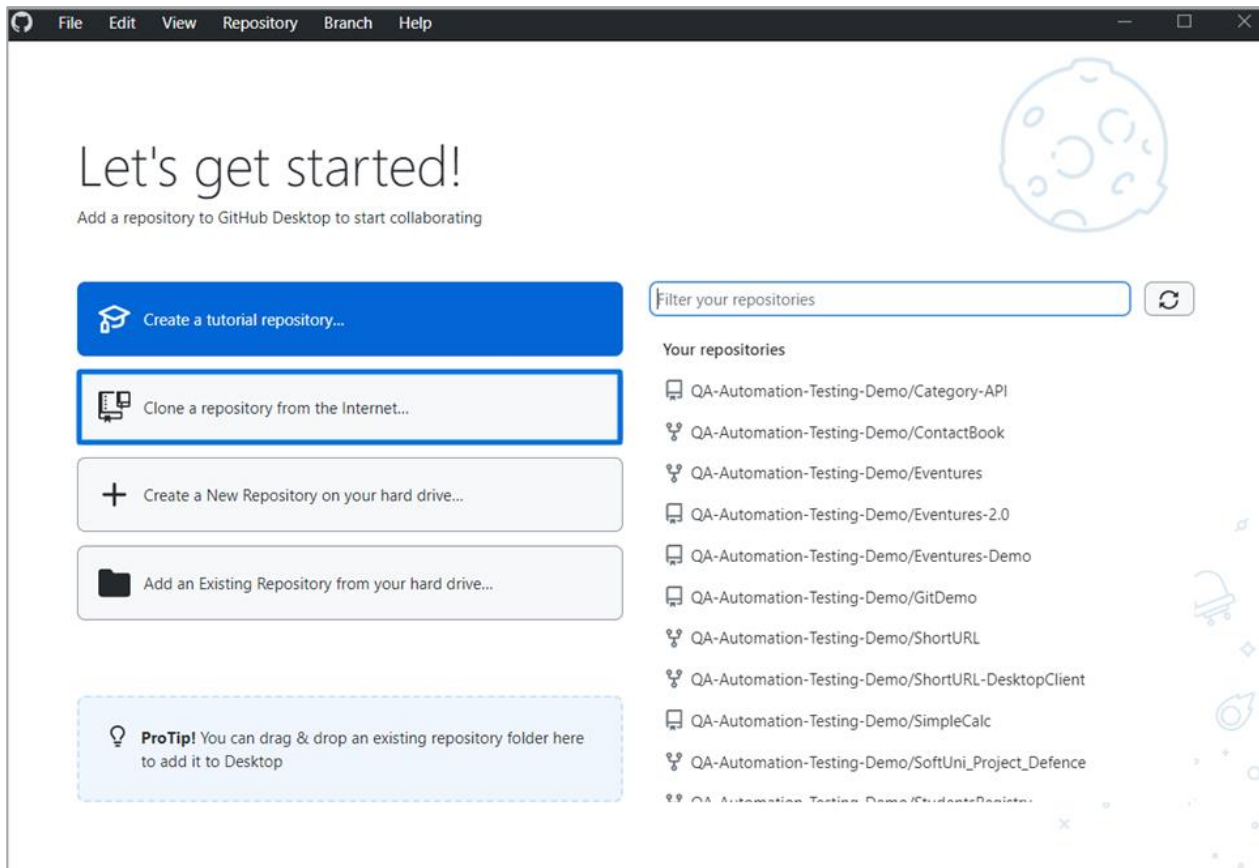 File Edit View Repository Branch Help
Let's get started!
Add a repository to GitHub Desktop to start collaborating
Create a tutorial repository...
Clone a repository from the Internet...
Create a New Repository on your hard drive...
Add an Existing Repository from your hard drive...
ProTip! You can drag & drop an existing repository folder here
to add it to Desktop
Filter your repositories
Your repositories
QA-Automation-Testing-Demo/Category-API
QA-Automation-Testing-Demo/ContactBook
QA-Automation-Testing-Demo/Eventures
QA-Automation-Testing-Demo/Eventures-2.0
QA-Automation-Testing-Demo/Eventures-Demo
QA-Automation-Testing-Demo/GitDemo
QA-Automation-Testing-Demo/ShortURL
QA-Automation-Testing-Demo/ShortURL-DesktopClient
QA-Automation-Testing-Demo/SimpleCalc
QA-Automation-Testing-Demo/SoftUni_Project_Defence
QA-Automation-Testing-Demo/StudentsRegistry